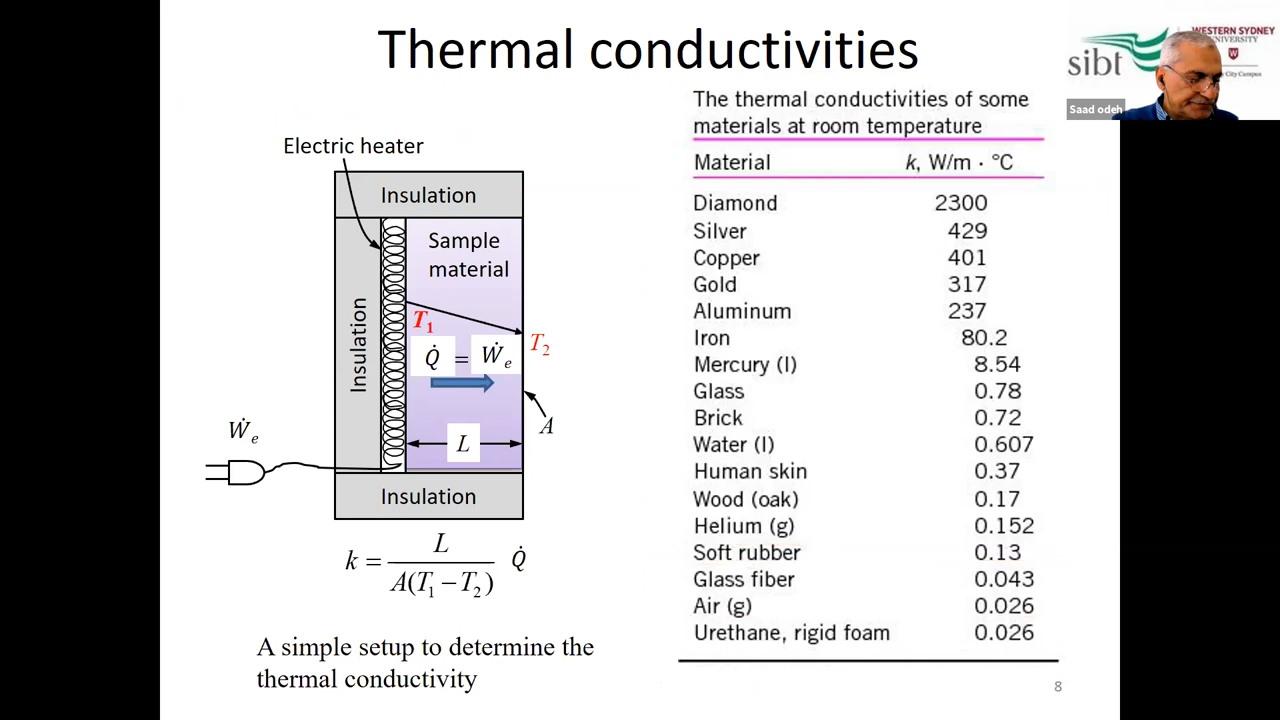 Thermal conductivities
sibt
WESTERN SYDNEY
UNIVERSITY
W
City Campus
Saad odeh
Electric heater
Insulation
Sample
material
Insulation
T₁
T₂
Q̇ = Ẇₑ
A
L
Ẇₑ
Insulation
k = L / A(T₁ − T₂) Q̇
A simple setup to determine the
thermal conductivity
The thermal conductivities of some
materials at room temperature
Material k, W/m · °C
Diamond 2300
Silver 429
Copper 401
Gold 317
Aluminum 237
Iron 80.2
Mercury (l) 8.54
Glass 0.78
Brick 0.72
Water (l) 0.607
Human skin 0.37
Wood (oak) 0.17
Helium (g) 0.152
Soft rubber 0.13
Glass fiber 0.043
Air (g) 0.026
Urethane, rigid foam 0.026
8